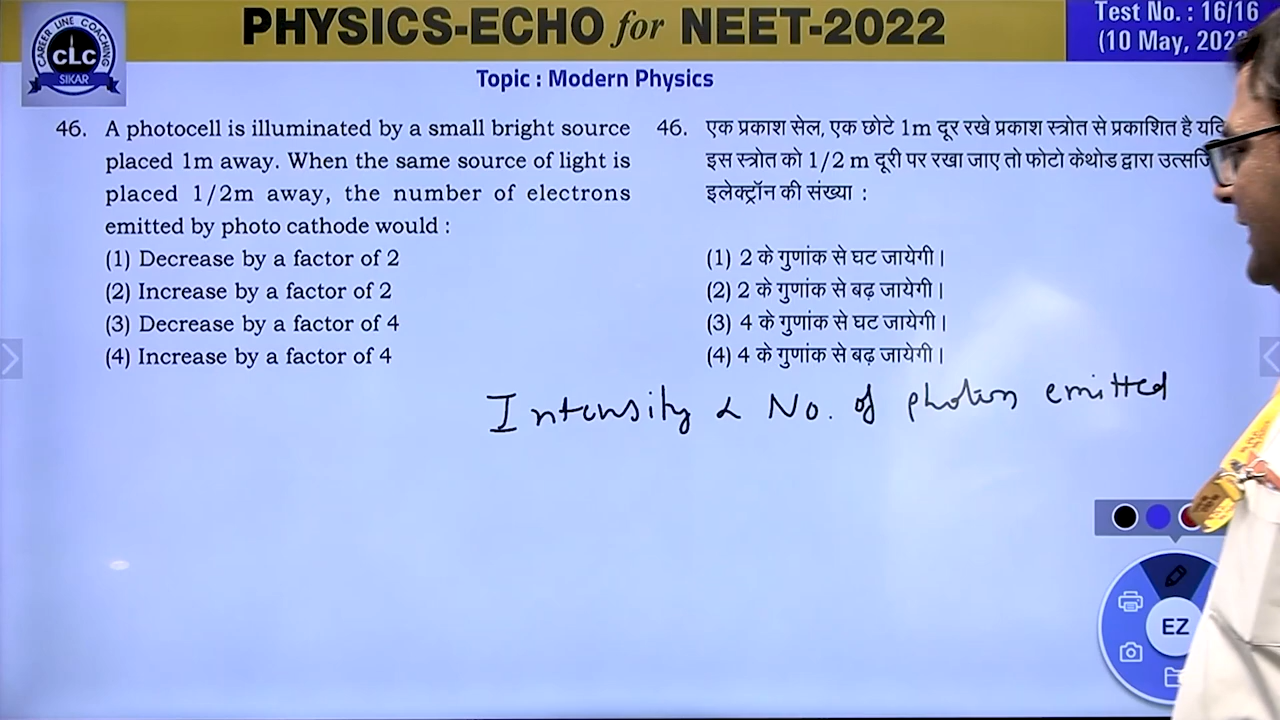 CAREER LINE COACHING
CLC
SIKAR
PHYSICS-ECHO for NEET-2022
Test No. : 16/16
(10 May, 202
Topic : Modern Physics
46. A photocell is illuminated by a small bright source
placed 1m away. When the same source of light is
placed 1/2m away, the number of electrons
emitted by photo cathode would :
(1) Decrease by a factor of 2
(2) Increase by a factor of 2
(3) Decrease by a factor of 4
(4) Increase by a factor of 4
46. एक प्रकाश सेल, एक छोटे 1m दूर रखे प्रकाश स्त्रोत से प्रकाशित है
इस स्त्रोत को 1/2 m दूरी पर रखा जाए तो फोटो केथोड द्वारा
इलेक्ट्रॉन की संख्या :
(1) 2 के गुणांक से घट जायेगी।
(2) 2 के गुणांक से बढ़ जायेगी।
(3) 4 के गुणांक से घट जायेगी।
(4) 4 के गुणांक से बढ़ जायेगी।
Intensity α No. of photon emitted
EZ